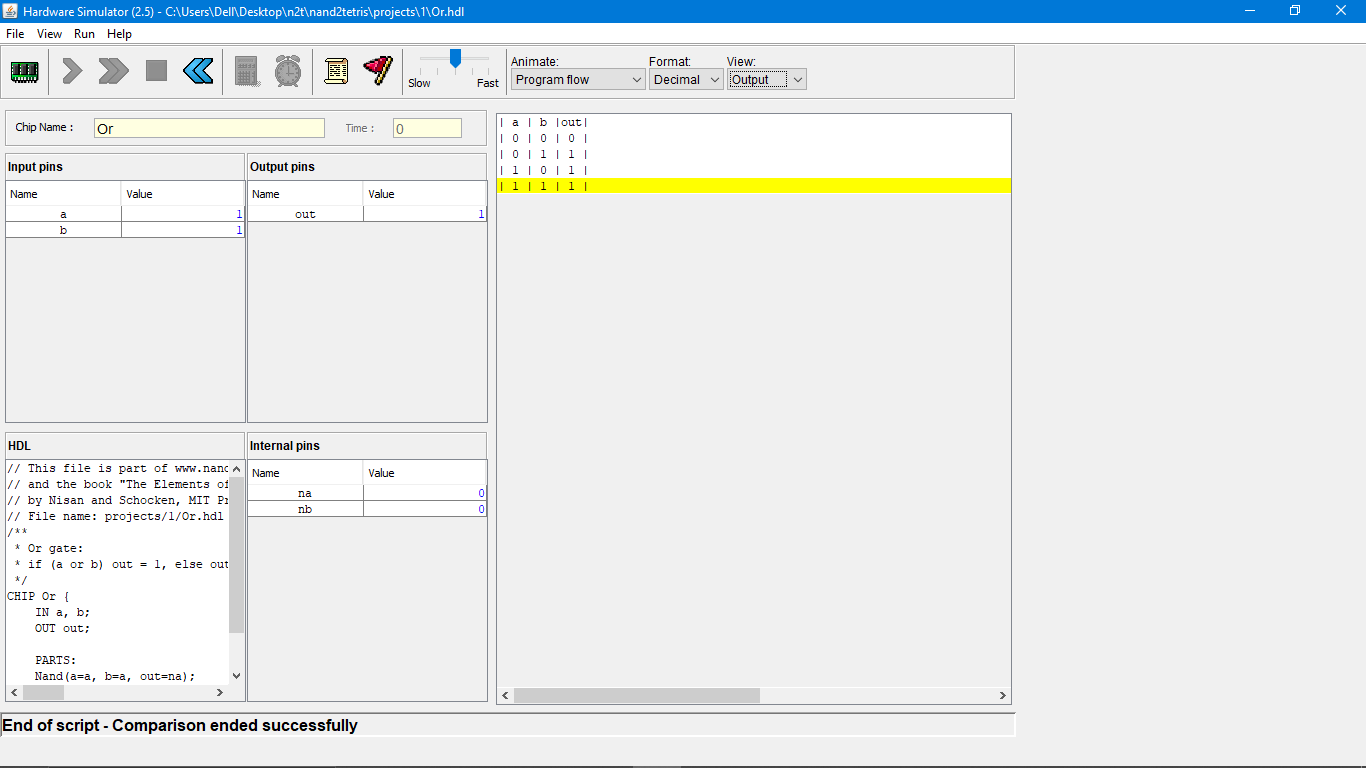 Hardware Simulator (2.5) - C:\Users\Dell\Desktop\n2t\nand2tetris\projects\1\Or.hdl
File View Run Help
Slow Fast
Animate: Format: View:
Program flow Decimal Output
Chip Name : Or Time : 0
Input pins
Name Value
a 1
b 1
Output pins
Name Value
out 1
HDL
// This file is part of www.nand
// and the book "The Elements of
// by Nisan and Schocken, MIT Pr
// File name: projects/1/Or.hdl
/**
* Or gate:
* if (a or b) out = 1, else out
*/
CHIP Or {
IN a, b;
OUT out;
PARTS:
Nand(a=a, b=a, out=na);
Internal pins
Name Value
na 0
nb 0
| a | b |out|
| 0 | 0 | 0 |
| 0 | 1 | 1 |
| 1 | 0 | 1 |
| 1 | 1 | 1 |
End of script - Comparison ended successfully